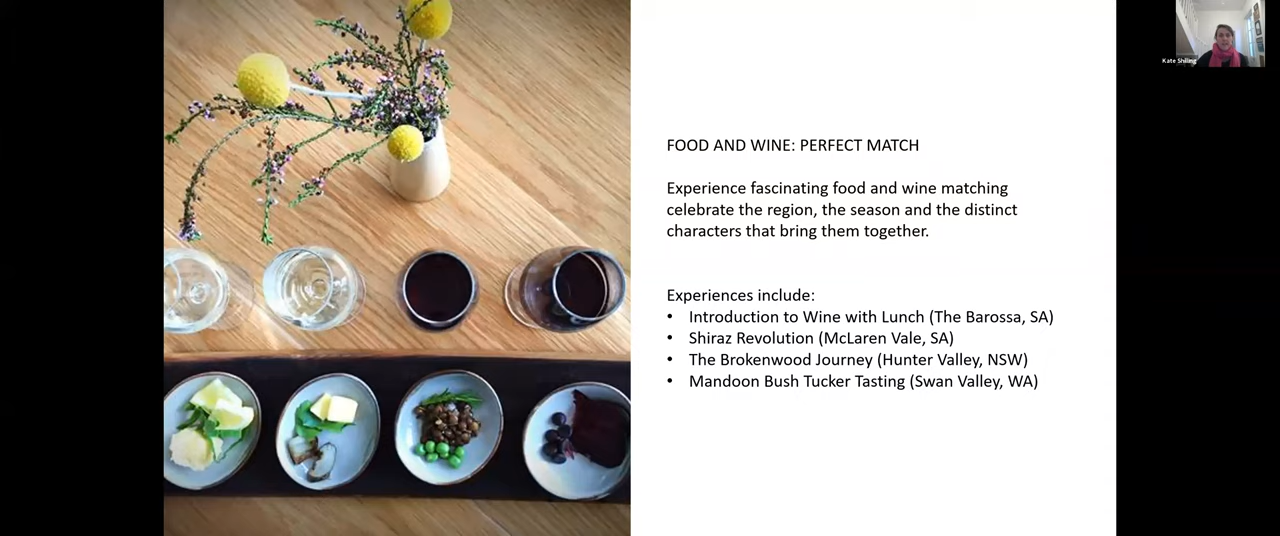 Kate Shilling
FOOD AND WINE: PERFECT MATCH
Experience fascinating food and wine matching
celebrate the region, the season and the distinct
characters that bring them together.
Experiences include:
• Introduction to Wine with Lunch (The Barossa, SA)
• Shiraz Revolution (McLaren Vale, SA)
• The Brokenwood Journey (Hunter Valley, NSW)
• Mandoon Bush Tucker Tasting (Swan Valley, WA)